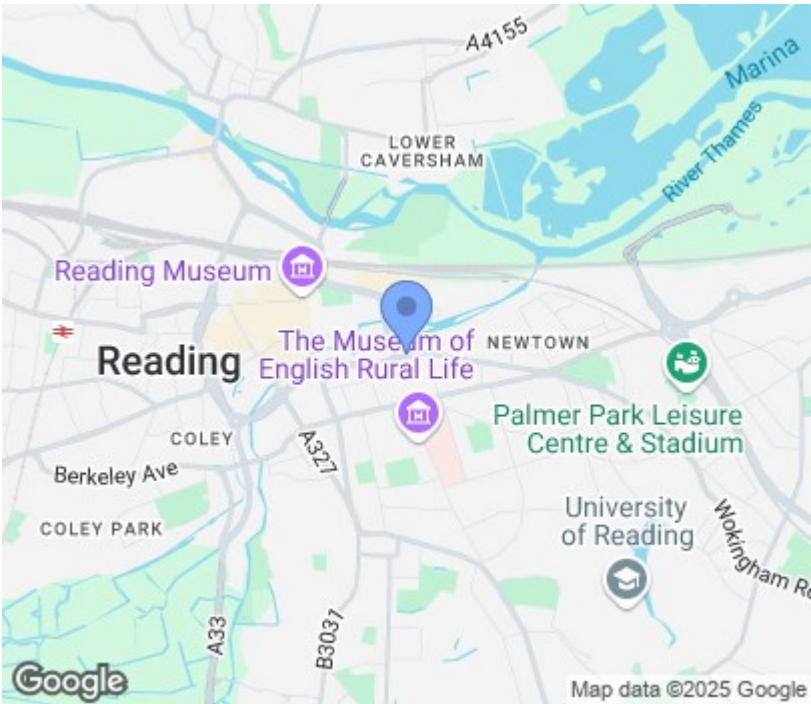 A4155
Marina
LOWER
CAVERSHAM
River Thames
Reading Museum
The Museum of
English Rural Life
NEWTOWN
Reading
Palmer Park Leisure
Centre & Stadium
COLEY
A327
Berkeley Ave
University
of Reading
COLEY PARK
Wokingham Ro
A33
B3031
Google
Map data ©2025 Google